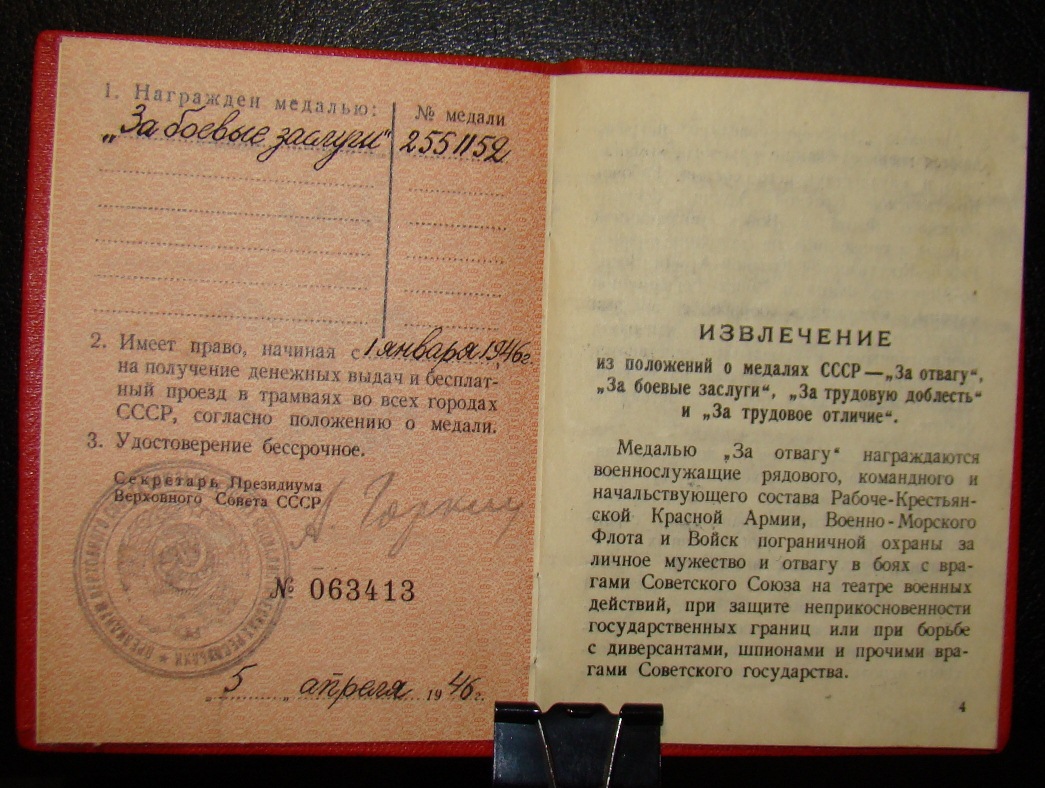 1. Награжден медалью:
№ медали
„За боевые заслуги“
2551152
2. Имеет право, начиная с 1 января 1946 г.
на получение денежных выдач и бесплат-
ный проезд в трамваях во всех городах
СССР, согласно положению о медали.
3. Удостоверение бессрочное.
Секретарь Президиума
Верховного Совета СССР
А. Горкин
№ 063413
„5„ апреля 1946 г.
ИЗВЛЕЧЕНИЕ
из положений о медалях СССР—„За отвагу“,
„За боевые заслуги“, „За трудовую доблесть“
и „За трудовое отличие“.
Медалью „За отвагу“ награждаются
военнослужащие рядового, командного и
начальствующего состава Рабоче-Крестьян-
ской Красной Армии, Военно-Морского
Флота и Войск пограничной охраны за
личное мужество и отвагу в боях с вра-
гами Советского Союза на театре военных
действий, при защите неприкосновенности
государственных границ или при борьбе
с диверсантами, шпионами и прочими вра-
гами Советского государства.
4